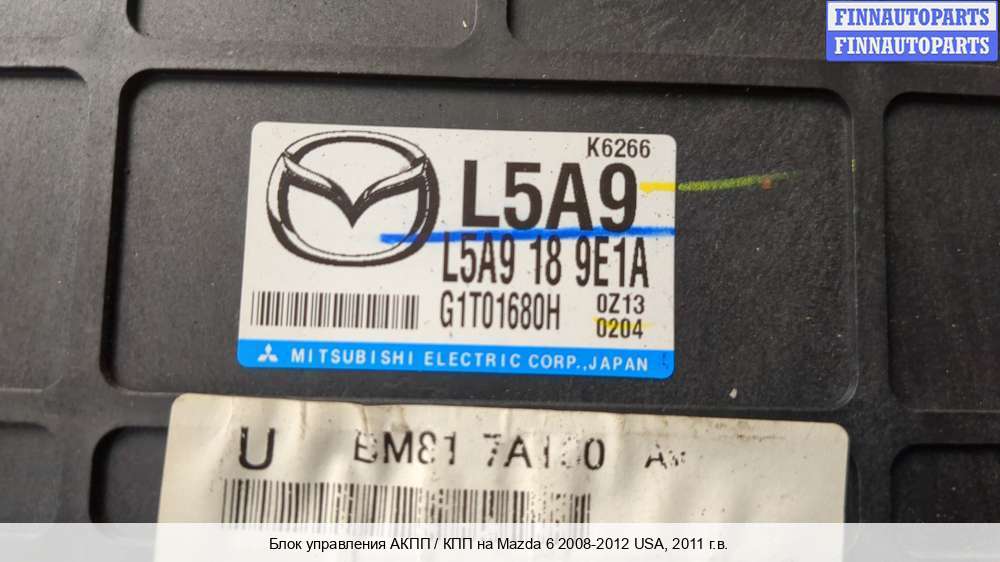 FINNAUTOPARTS
FINNAUTOPARTS
K6266
L5A9
L5A9 18 9E1A
G1T01680H
0Z13
0204
MITSUBISHI ELECTRIC CORP.,JAPAN
U
Блок управления АКПП / КПП на Mazda 6 2008-2012 USA, 2011 г.в.